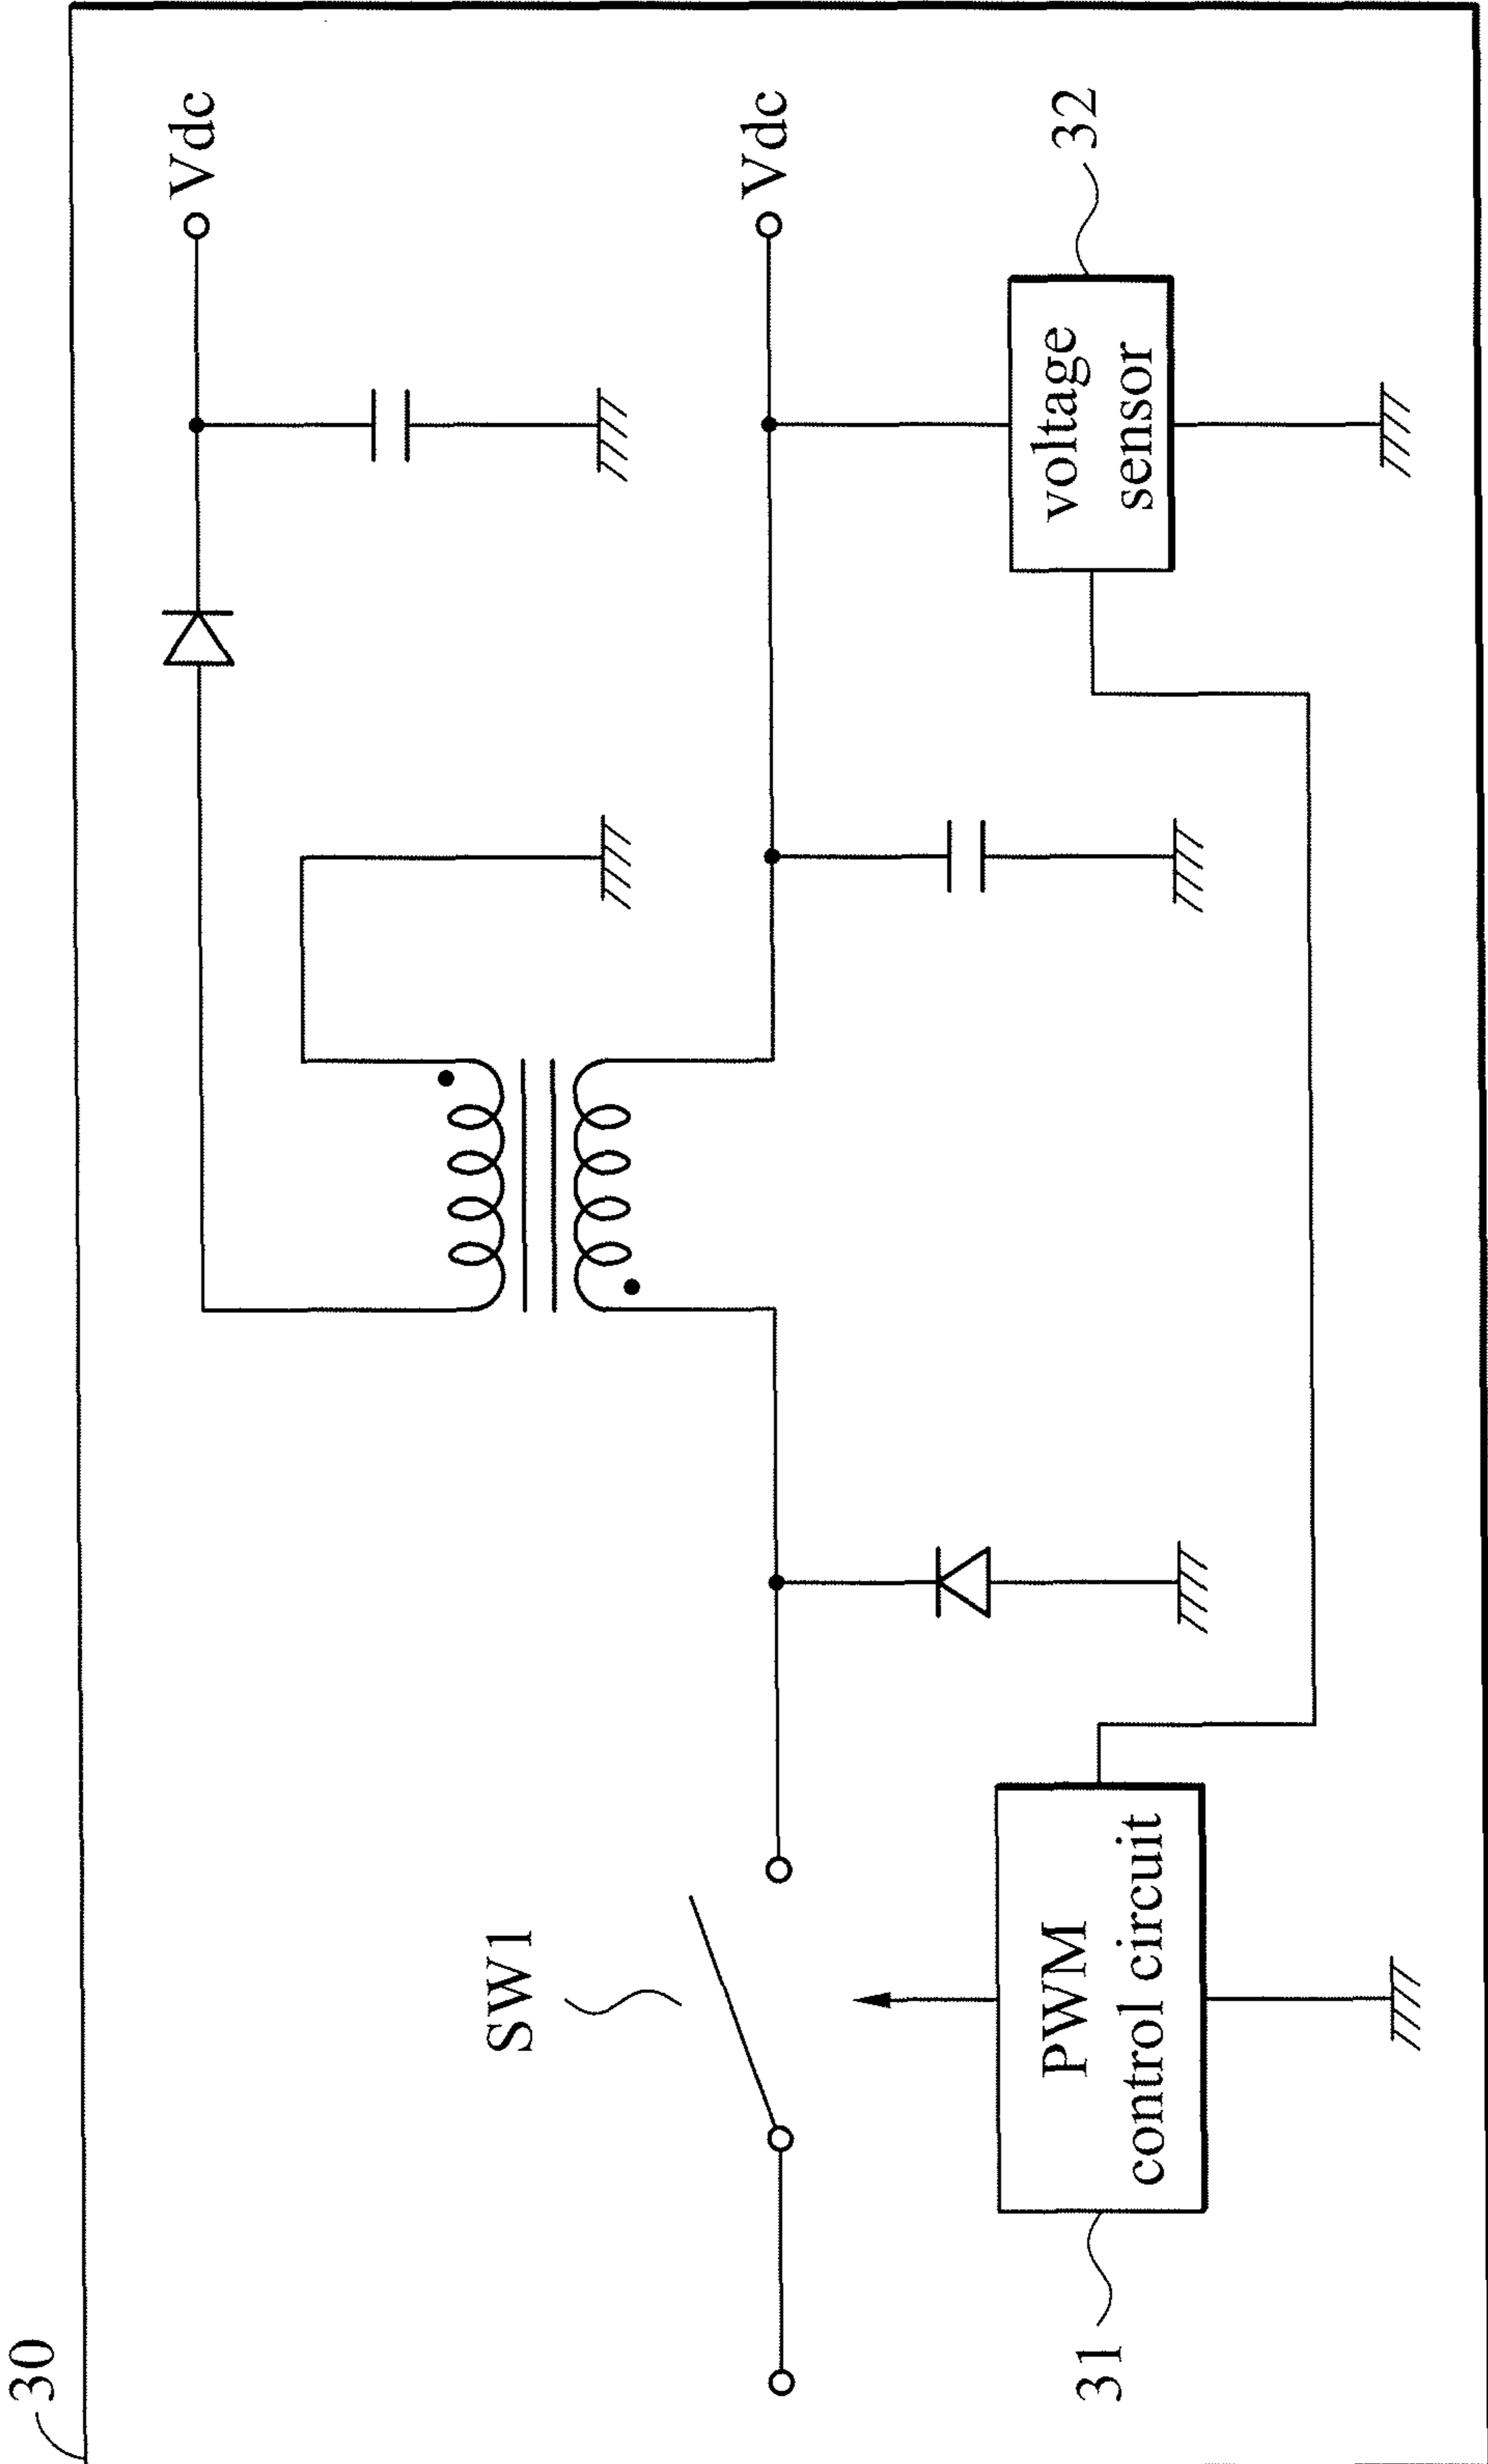 30
Vdc
SW1
Vdc
PWM
control circuit
31
voltage
sensor
32